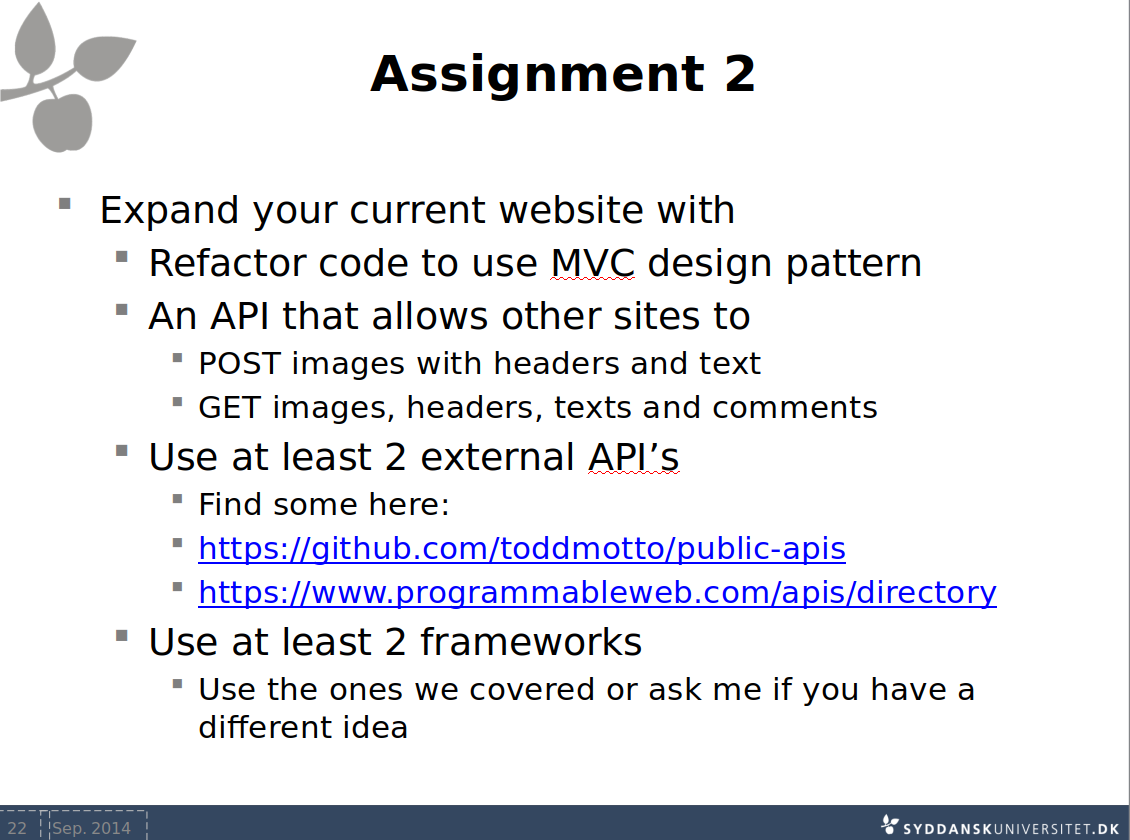 Assignment 2
Expand your current website with
Refactor code to use MVC design pattern
An API that allows other sites to
POST images with headers and text
GET images, headers, texts and comments
Use at least 2 external API’s
Find some here:
https://github.com/toddmotto/public-apis
https://www.programmableweb.com/apis/directory
Use at least 2 frameworks
Use the ones we covered or ask me if you have a
different idea
22 Sep. 2014
SYDDANSKUNIVERSITET.DK